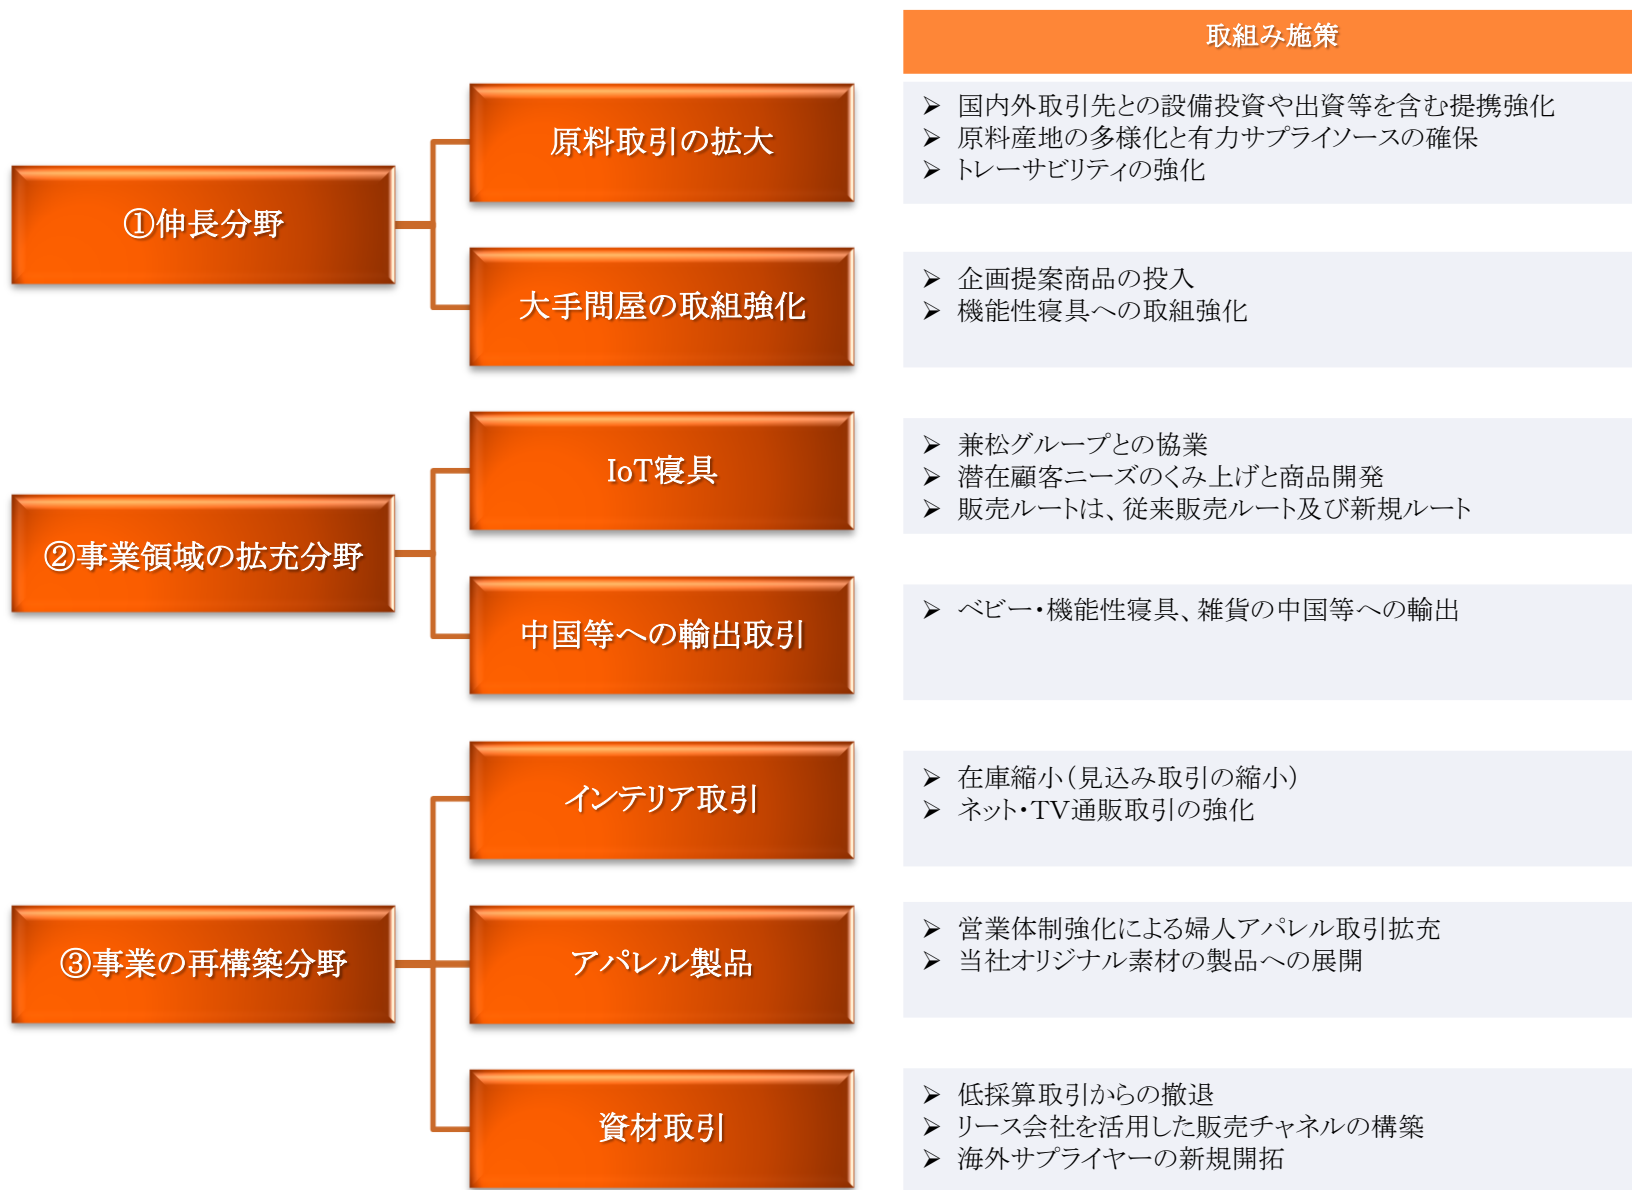 取組み施策
①伸長分野
原料取引の拡大
➢ 国内外取引先との設備投資や出資等を含む提携強化
➢ 原料産地の多様化と有力サプライソースの確保
➢ トレーサビリティの強化
大手問屋の取組強化
➢ 企画提案商品の投入
➢ 機能性寝具への取組強化
②事業領域の拡充分野
IoT寝具
➢ 兼松グループとの協業
➢ 潜在顧客ニーズのくみ上げと商品開発
➢ 販売ルートは、従来販売ルート及び新規ルート
中国等への輸出取引
➢ ベビー・機能性寝具、雑貨の中国等への輸出
③事業の再構築分野
インテリア取引
➢ 在庫縮小（見込み取引の縮小）
➢ ネット・TV通販取引の強化
アパレル製品
➢ 営業体制強化による婦人アパレル取引拡充
➢ 当社オリジナル素材の製品への展開
資材取引
➢ 低採算取引からの撤退
➢ リース会社を活用した販売チャネルの構築
➢ 海外サプライヤーの新規開拓